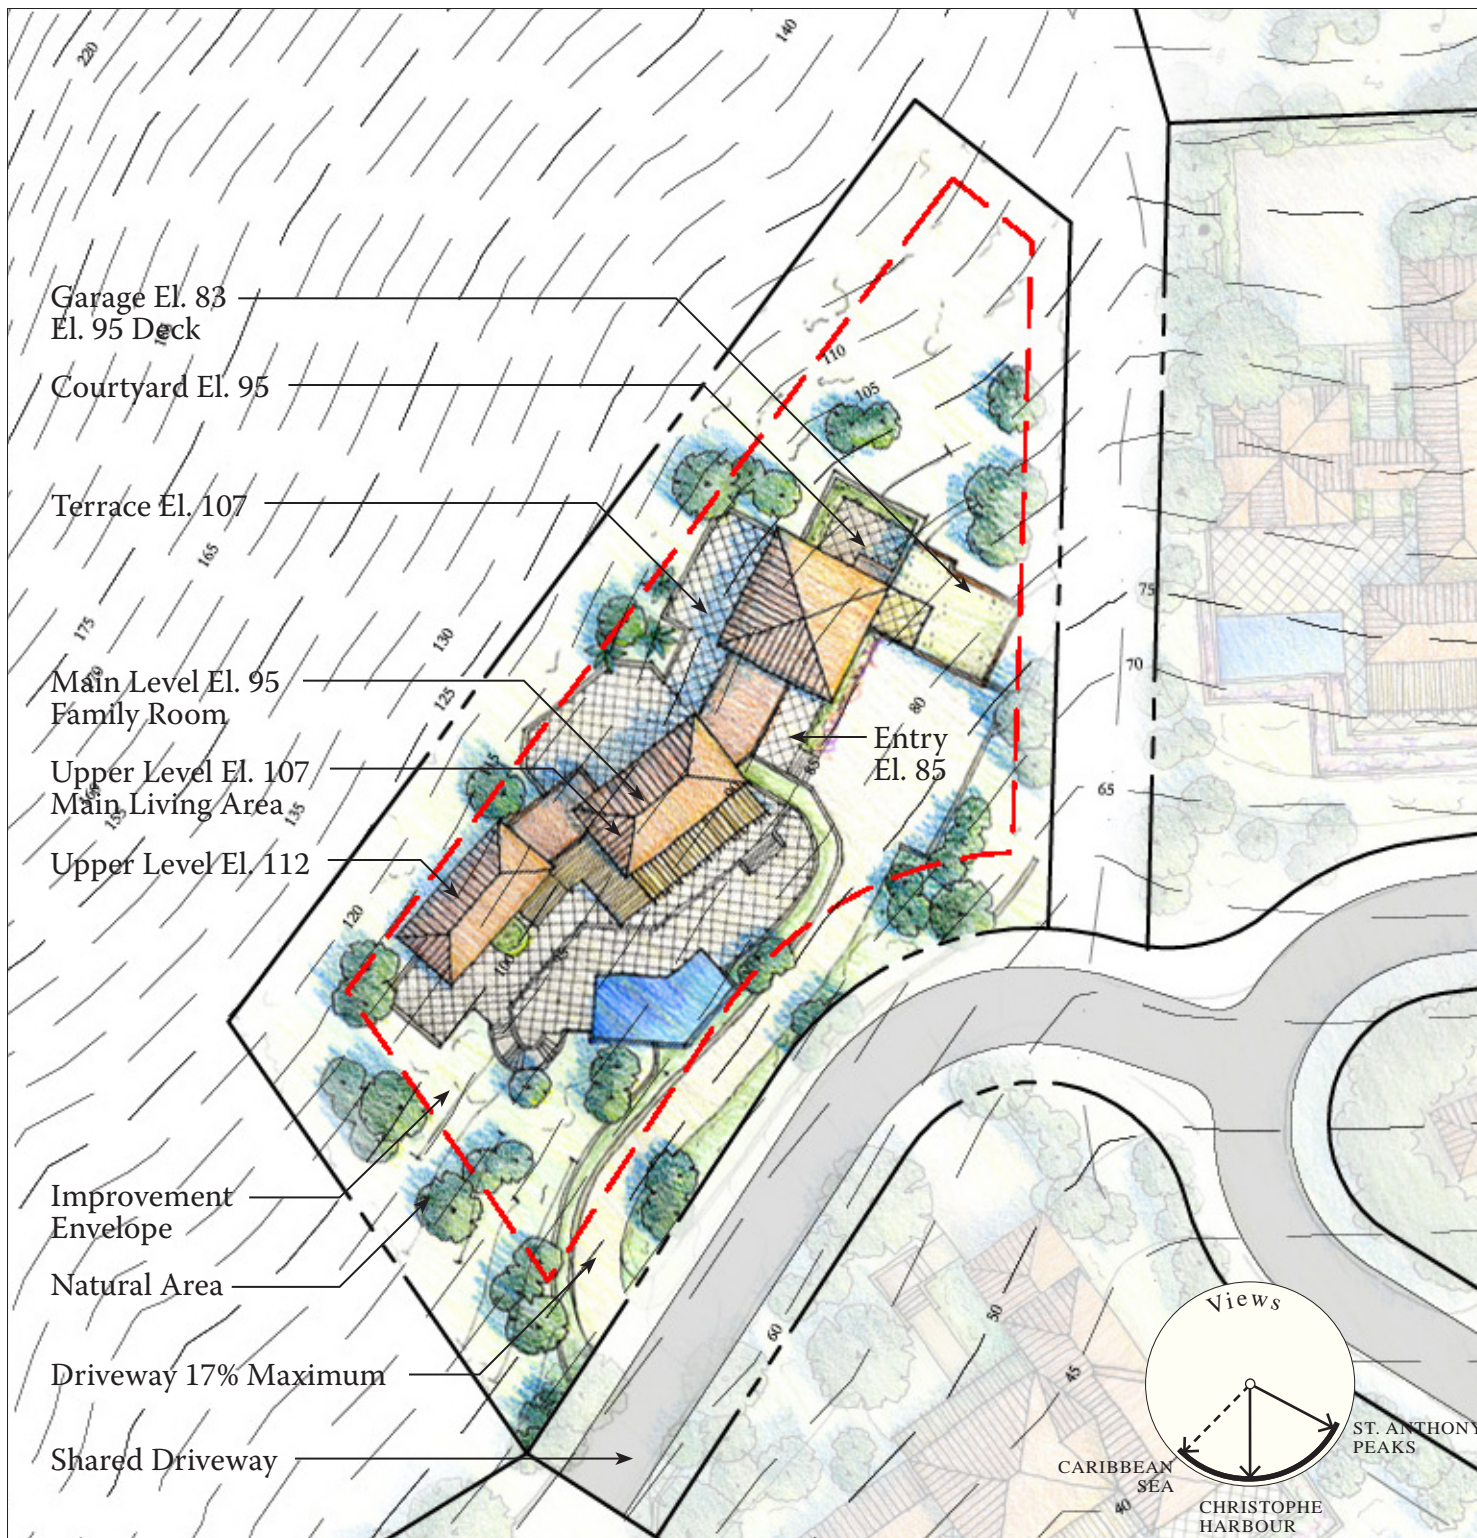 220
140
Garage El. 83
El. 95 Deck
Courtyard El. 95
110
105
Terrace El. 107
165
75
175
130
70
Main Level El. 95
Family Room
125
80
Entry
El. 85
85
Upper Level El. 107
Main Living Area
65
155
135
Upper Level El. 112
120
100
Improvement
Envelope
Natural Area
Views
50
60
Driveway 17% Maximum
45
Shared Driveway
ST. ANTHONY
PEAKS
CARIBBEAN
SEA
CHRISTOPHE
HARBOUR
40